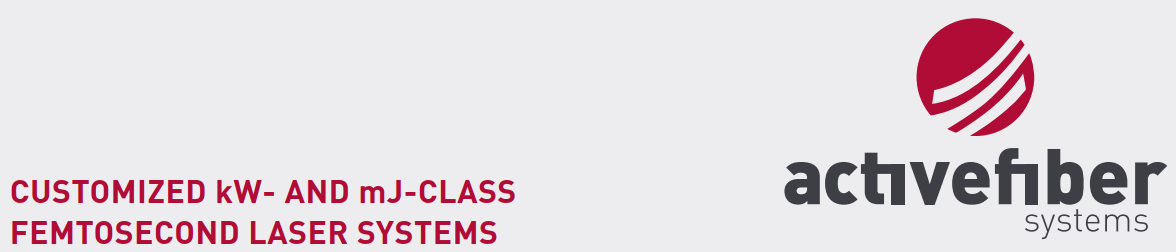 CUSTOMIZED kW- AND mJ-CLASS
FEMTOSECOND LASER SYSTEMS
activefiber
systems